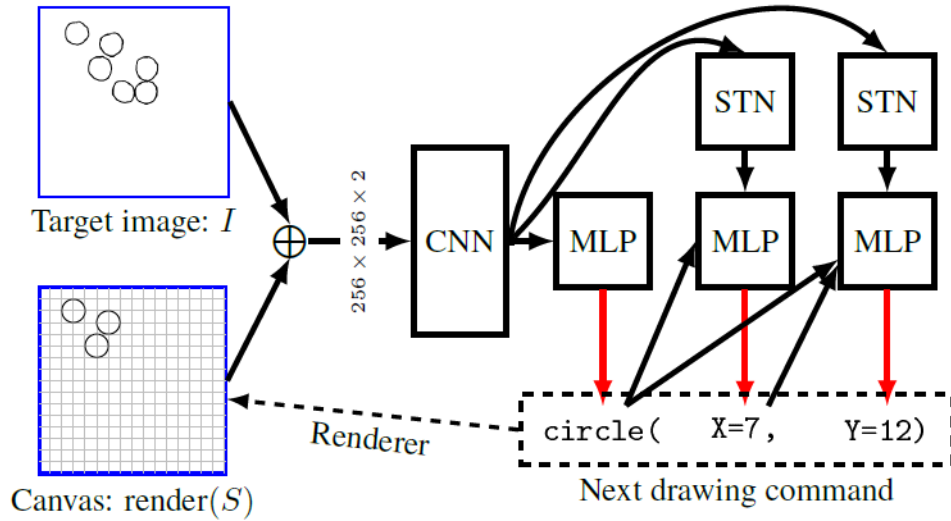 STN
STN
Target image: I
256 × 256 × 2
CNN
MLP
MLP
MLP
circle( X=7, Y=12)
Renderer
Next drawing command
Canvas: render(S)